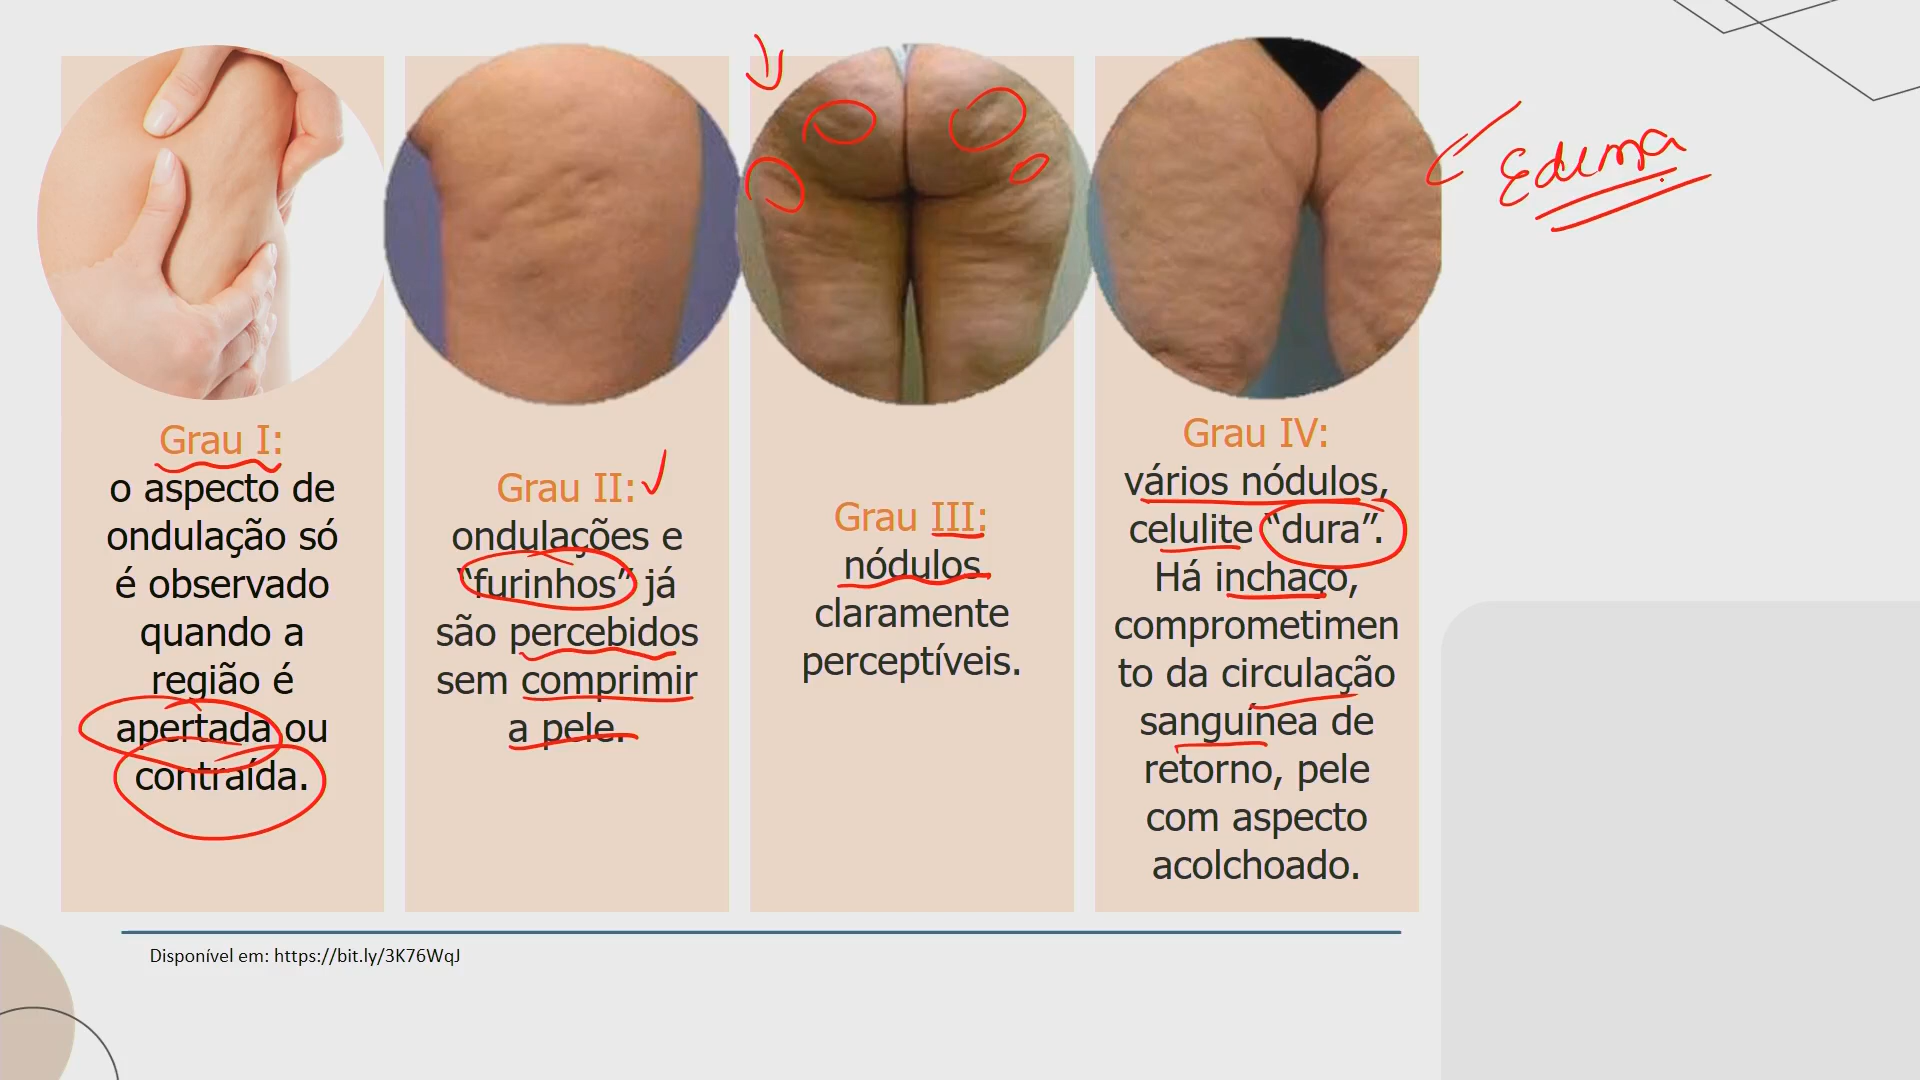 Grau I:
o aspecto de
ondulação só
é observado
quando a
região é
apertada ou
contraída.
Grau II:
ondulações e
“furinhos” já
são percebidos
sem comprimir
a pele.
Grau III:
nódulos
claramente
perceptíveis.
Grau IV:
vários nódulos,
celulite “dura”.
Há inchaço,
comprometimen
to da circulação
sanguínea de
retorno, pele
com aspecto
acolchoado.
Edema
Disponível em: https://bit.ly/3K76WqJ